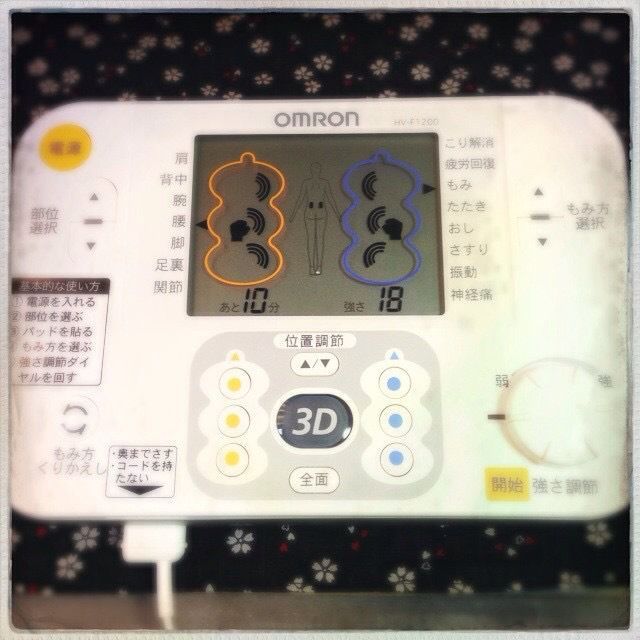 OMRON
HV-F1200
電源
部位
選択
肩
背中
腕
腰
脚
足裏
関節
あと10分
強さ18
こり解消
疲労回復
もみ
たたき
おし
さすり
振動
神経痛
もみ方
選択
基本的な使い方
① 電源を入れる
② 部位を選ぶ
③ パッドを貼る
もみ方を選ぶ
強さ調節ダイ
ヤルを回す
もみ方
くりかえし
・奥までさす
・コードを持
たない
位置調節
▲/▼
3D
全面
弱
強
開始 強さ調節